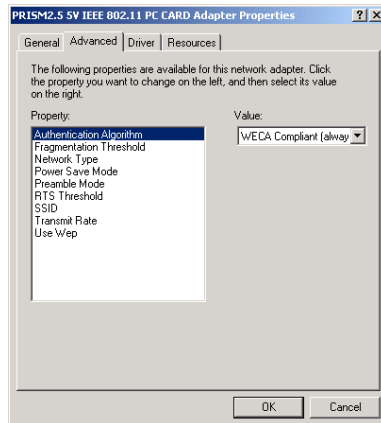 PRISM2.5 5V IEEE 802.11 PC CARD Adapter Properties
General Advanced Driver Resources
The following properties are available for this network adapter. Click
the property you want to change on the left, and then select its value
on the right.
Property: Value:
Authentication Algorithm WECA Compliant (alway
Fragmentation Threshold
Network Type
Power Save Mode
Preamble Mode
RTS Threshold
SSID
Transmit Rate
Use Wep
OK Cancel